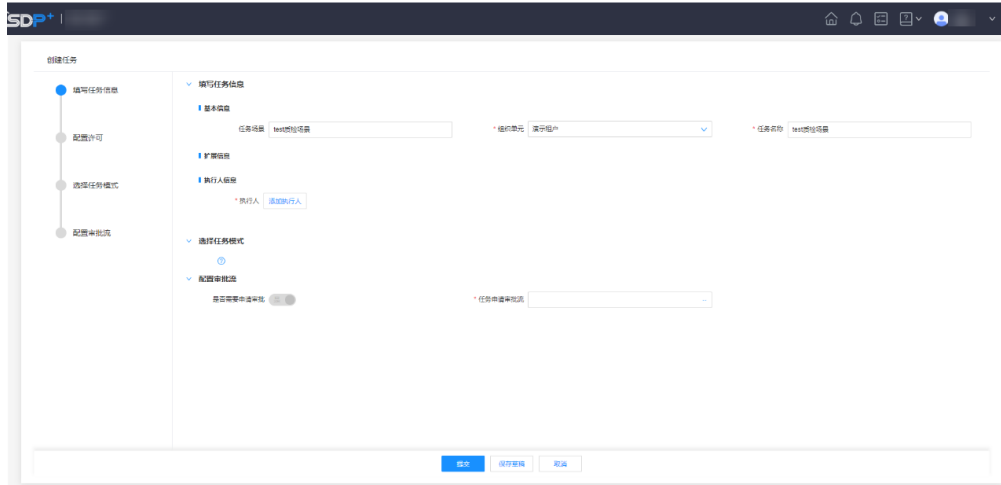 SDP+ |
创建任务
填写任务信息
配置许可
选择任务模式
配置审批流
填写任务信息
基本信息
任务场景 test质检场景
* 组织单元 演示租户
* 任务名称 test质检场景
扩展信息
执行人信息
* 执行人 添加执行人
选择任务模式
配置审批流
是否需要申请审批 是
* 任务申请审批流 ...
提交 保存草稿 取消